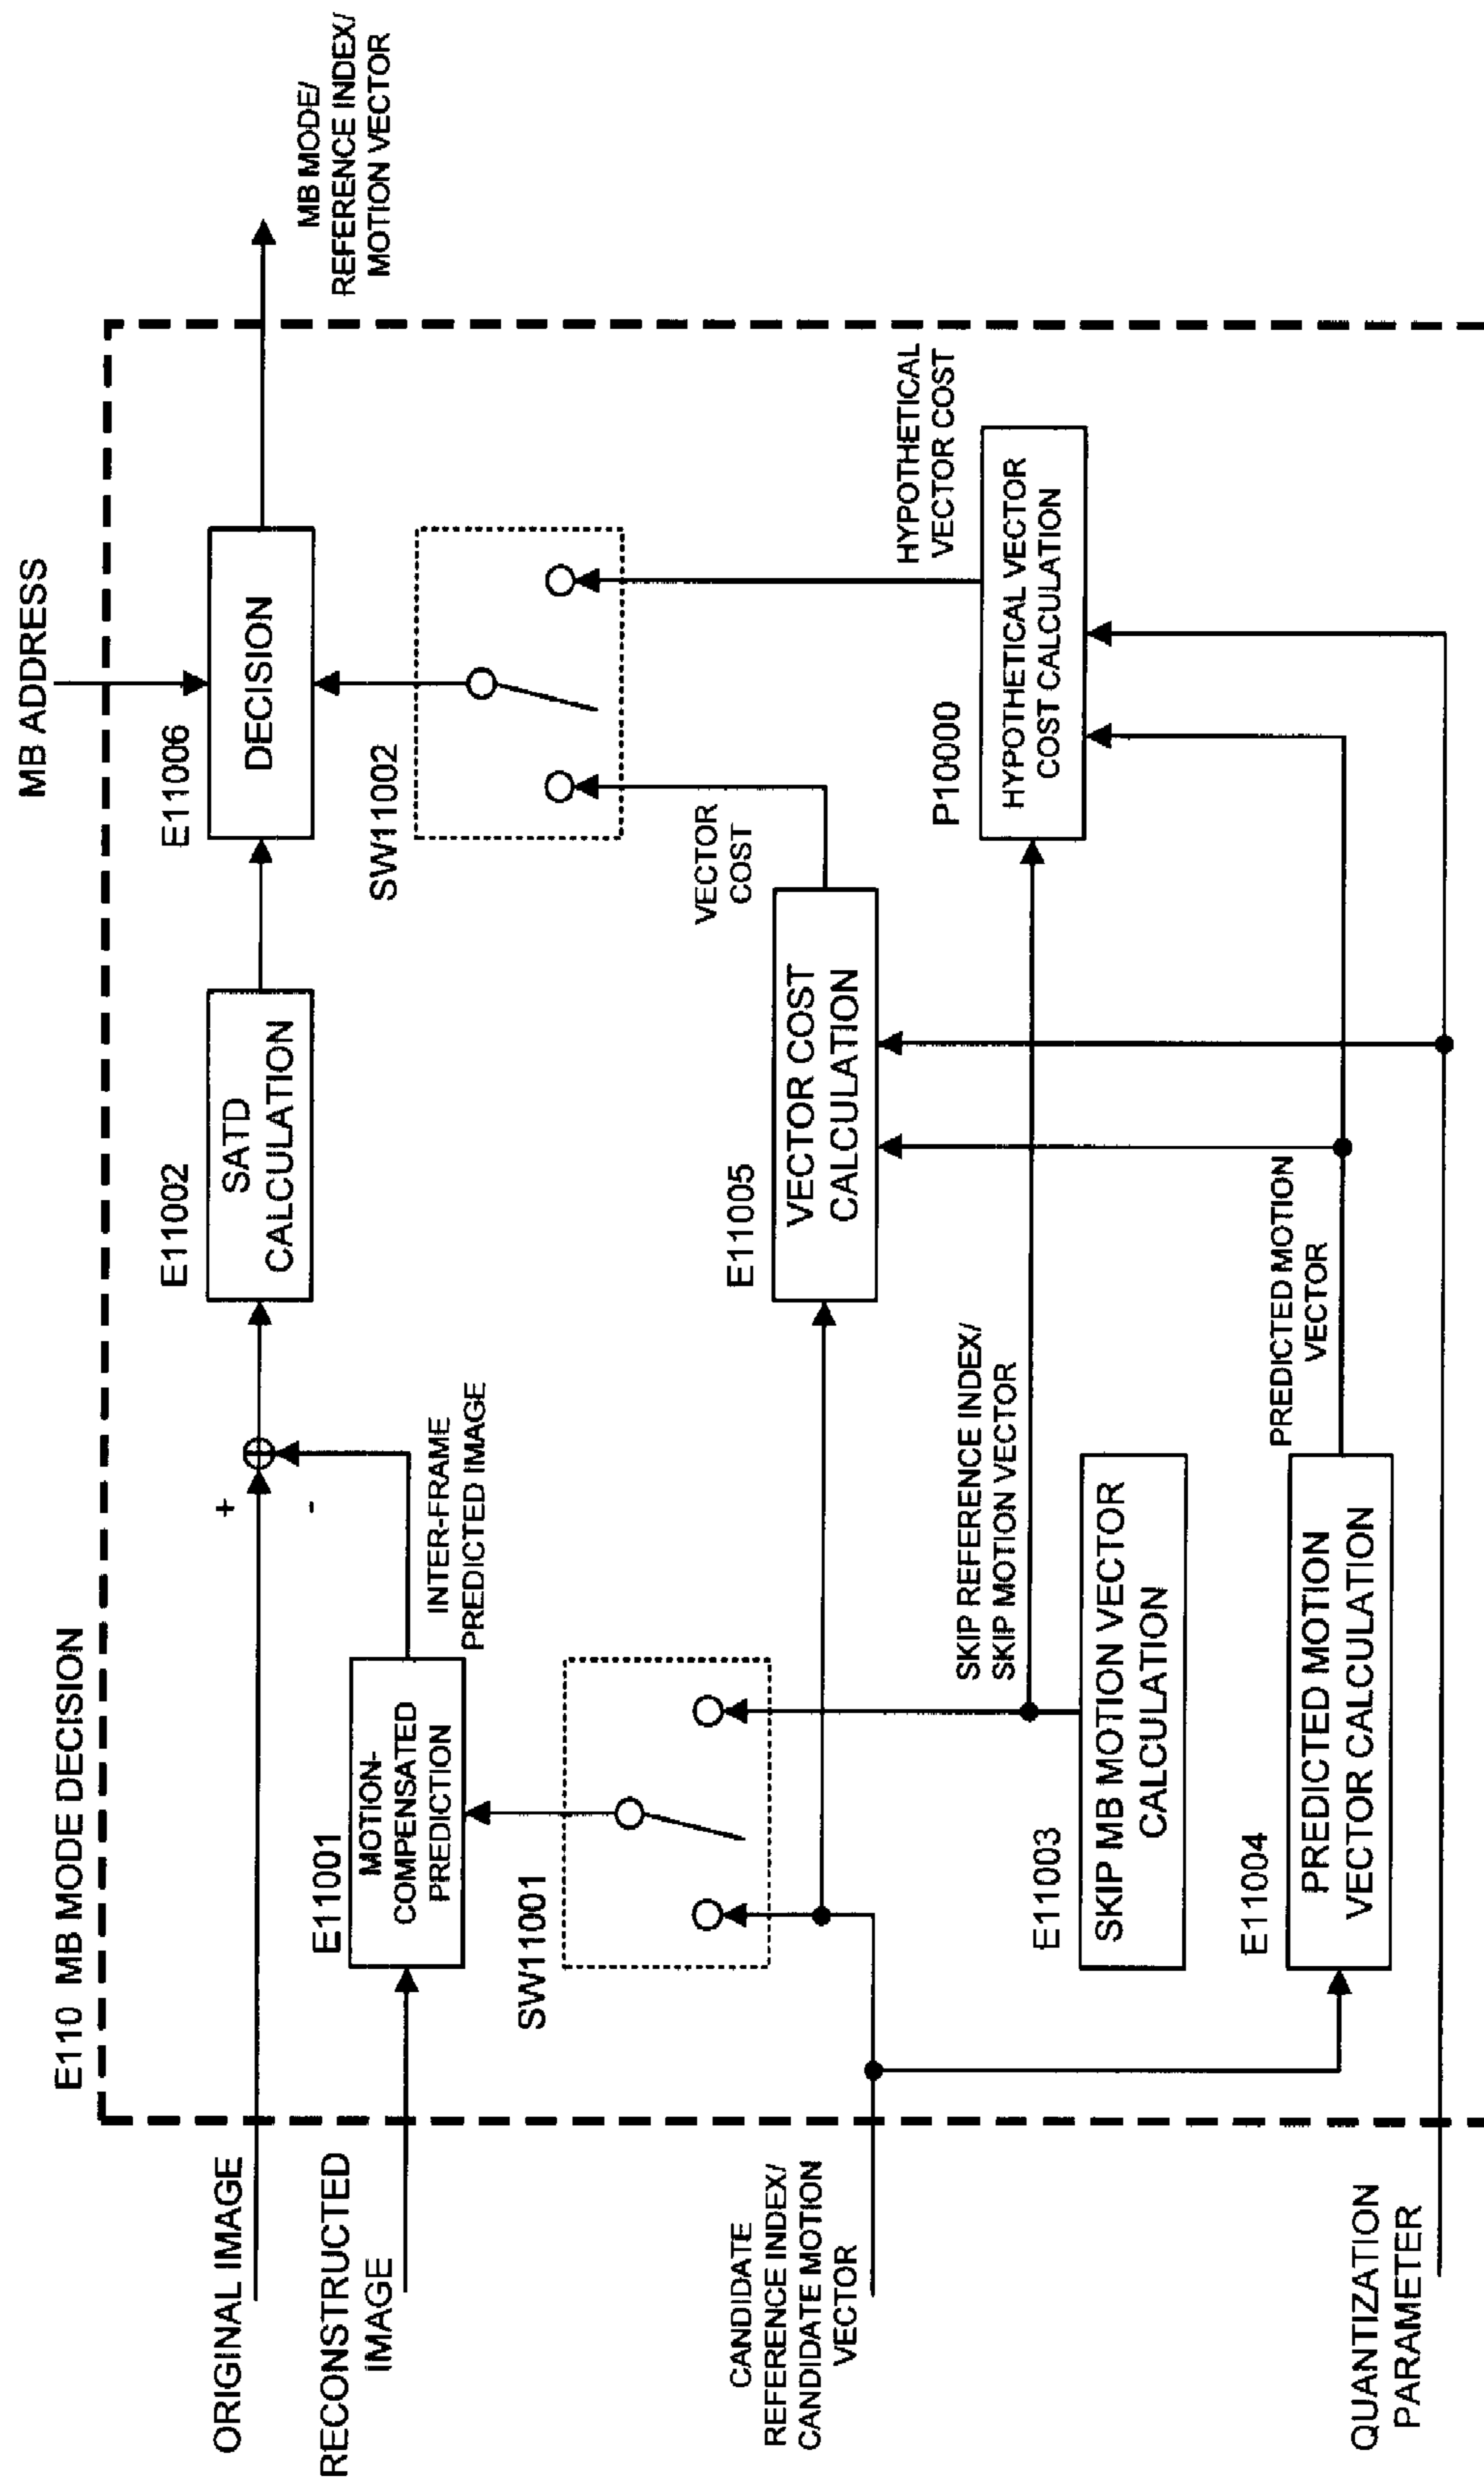 E110 MB MODE DECISION
MB ADDRESS
ORIGINAL IMAGE
+
-
E11002
SATD
CALCULATION
E11006
DECISION
MB MODE/
REFERENCE INDEX/
MOTION VECTOR
RECONSTRUCTED
IMAGE
E11001
MOTION-
COMPENSATED
PREDICTION
INTER-FRAME
PREDICTED IMAGE
SW11001
SW11002
CANDIDATE
REFERENCE INDEX/
CANDIDATE MOTION
VECTOR
E11005
VECTOR COST
CALCULATION
VECTOR
COST
HYPOTHETICAL
VECTOR COST
SKIP REFERENCE INDEX/
SKIP MOTION VECTOR
P10000
HYPOTHETICAL VECTOR
COST CALCULATION
E11003
SKIP MB MOTION VECTOR
CALCULATION
E11004
PREDICTED MOTION
VECTOR CALCULATION
PREDICTED MOTION
VECTOR
QUANTIZATION
PARAMETER